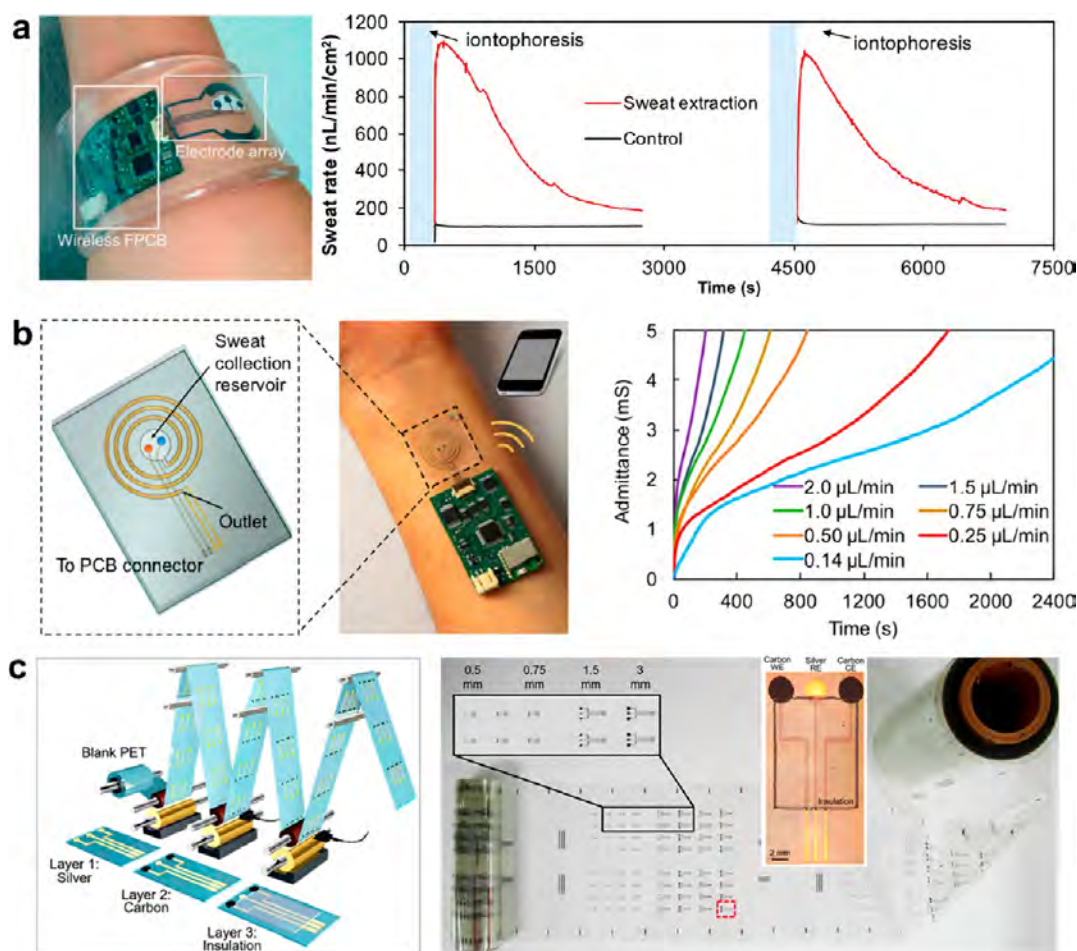 a
Wireless FPCB
Electrode array
Sweat rate (nL/min/cm²)
1200
1000
800
600
400
200
0
iontophoresis
iontophoresis
Sweat extraction
Control
0
1500
3000
4500
6000
7500
Time (s)
b
Sweat
collection
reservoir
Outlet
To PCB connector
Admittance (mS)
5
4
3
2
1
0
2.0 µL/min
1.5 µL/min
1.0 µL/min
0.75 µL/min
0.50 µL/min
0.25 µL/min
0.14 µL/min
0
400
800
1200
1600
2000
2400
Time (s)
c
Blank PET
Layer 1:
Silver
Layer 2:
Carbon
Layer 3:
Insulation
0.5
mm
0.75
mm
1.5
mm
3
mm
Carbon
WE
Silver
RE
Carbon
CE
Insulation
2 mm